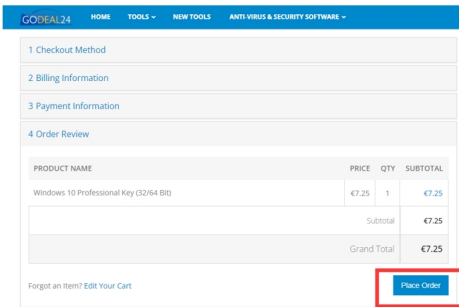 GODEAL24 HOME TOOLS NEW TOOLS ANTI-VIRUS & SECURITY SOFTWARE
1 Checkout Method
2 Billing Information
3 Payment Information
4 Order Review
PRODUCT NAME PRICE QTY SUBTOTAL
Windows 10 Professional Key (32/64 Bit) €7.25 1 €7.25
Subtotal €7.25
Grand Total €7.25
Forgot an Item? Edit Your Cart Place Order